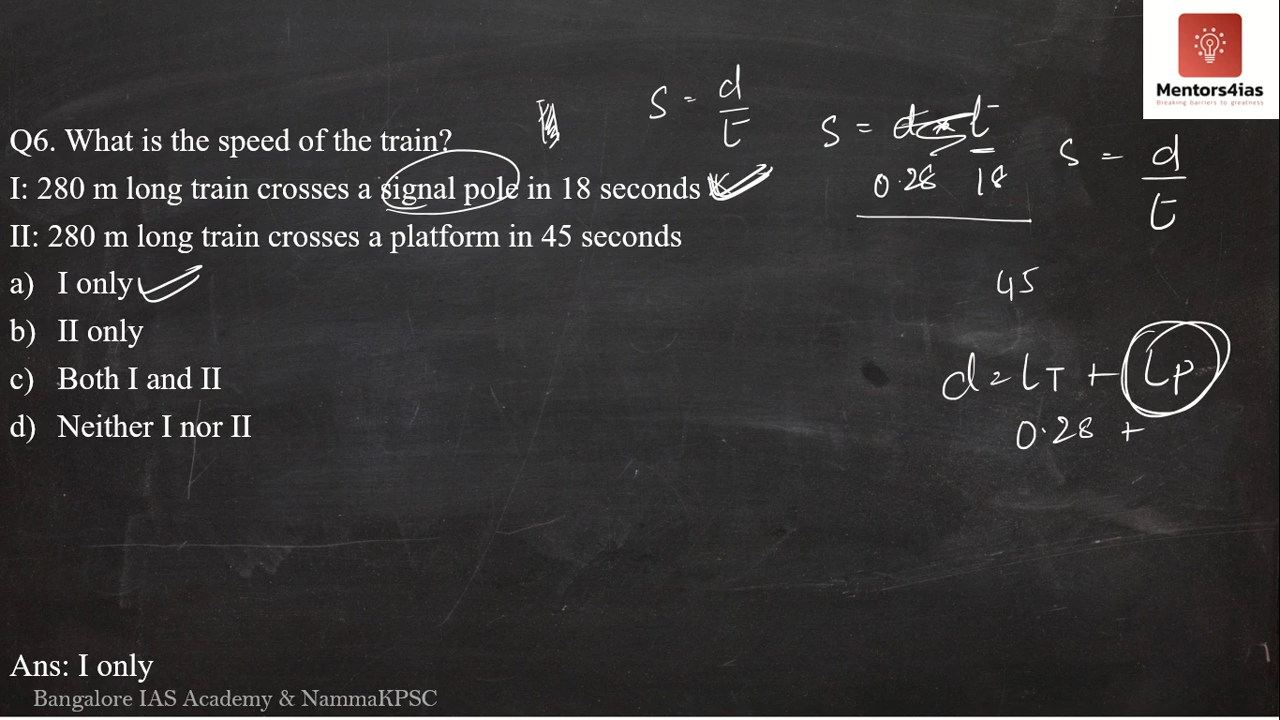 Mentors4ias
Breaking barriers to greatness
S = d / t
S = d × t
0.28 18
S = d / t
Q6. What is the speed of the train?
I: 280 m long train crosses a signal pole in 18 seconds
II: 280 m long train crosses a platform in 45 seconds
a) I only
b) II only
c) Both I and II
d) Neither I nor II
45
d = LT + LP
0.28 +
Ans: I only
Bangalore IAS Academy & NammaKPSC